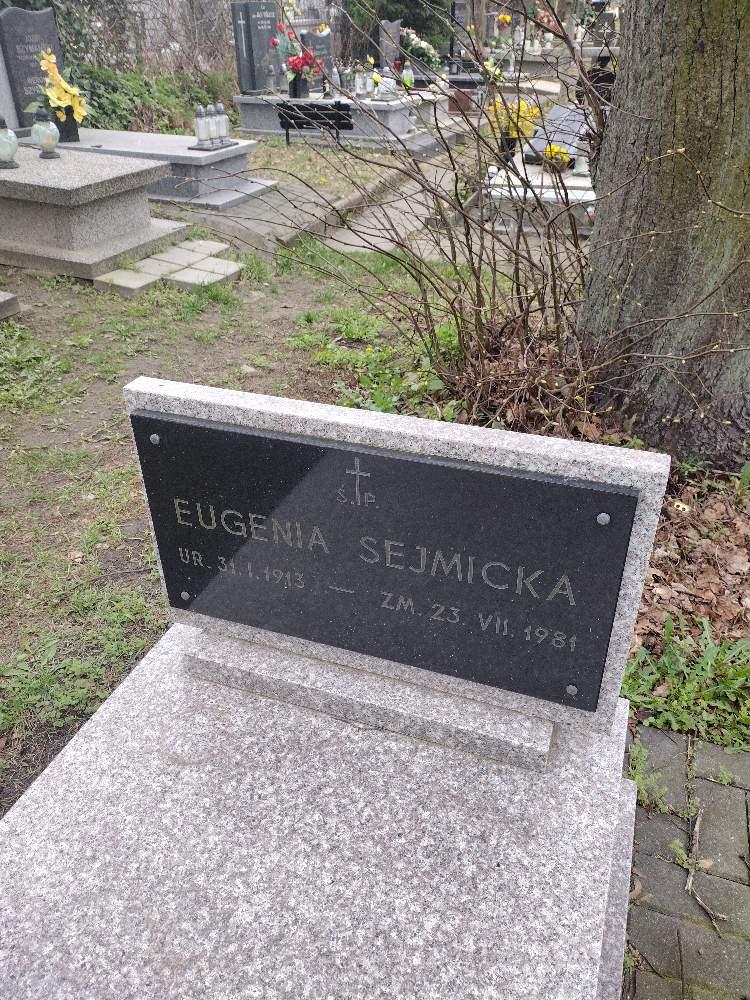 Ś. P.
EUGENIA SEJMICKA
UR. 31. I. 1913 — ZM. 23. VII. 1981